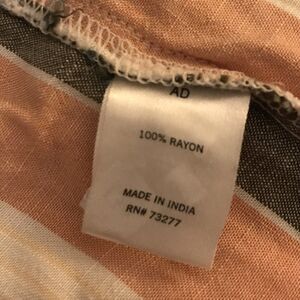 AD
100% RAYON
MADE IN INDIA
RN# 73277